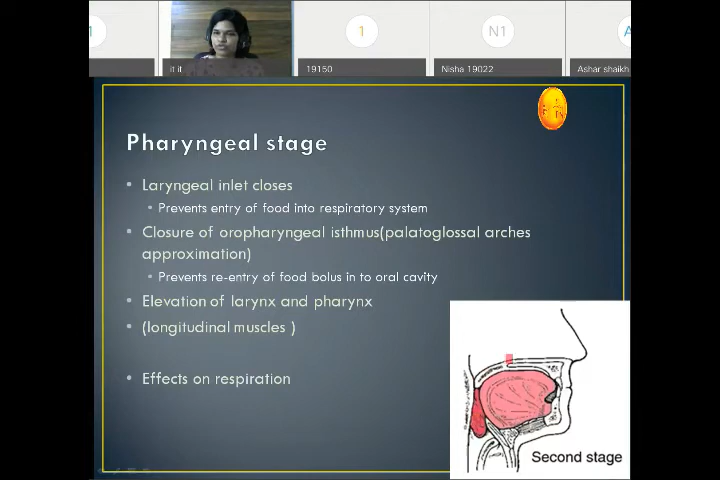 1
it it
1
19150
N1
Nisha 19022
A
Ashar shaikh
Pharyngeal stage
• Laryngeal inlet closes
• Prevents entry of food into respiratory system
• Closure of oropharyngeal isthmus(palatoglossal arches
approximation)
• Prevents re-entry of food bolus in to oral cavity
• Elevation of larynx and pharynx
• (longitudinal muscles )
• Effects on respiration
Second stage